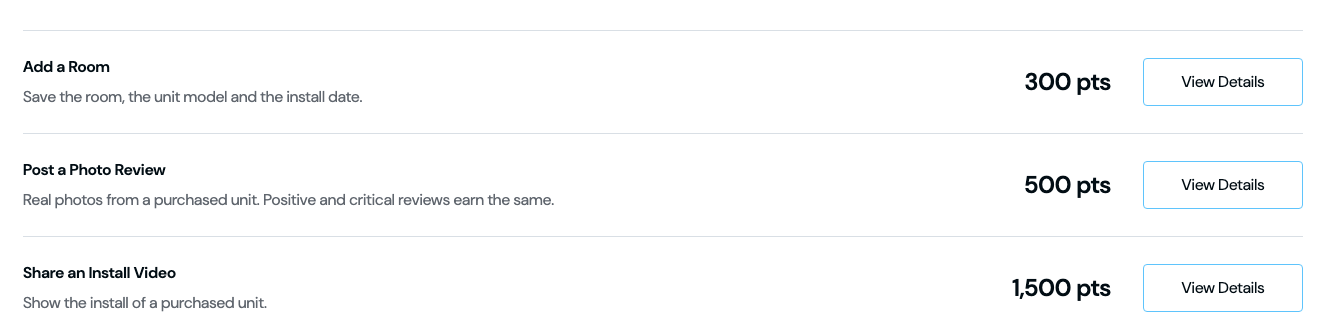 Add a Room
Save the room, the unit model and the install date.
300 pts
View Details
Post a Photo Review
Real photos from a purchased unit. Positive and critical reviews earn the same.
500 pts
View Details
Share an Install Video
Show the install of a purchased unit.
1,500 pts
View Details